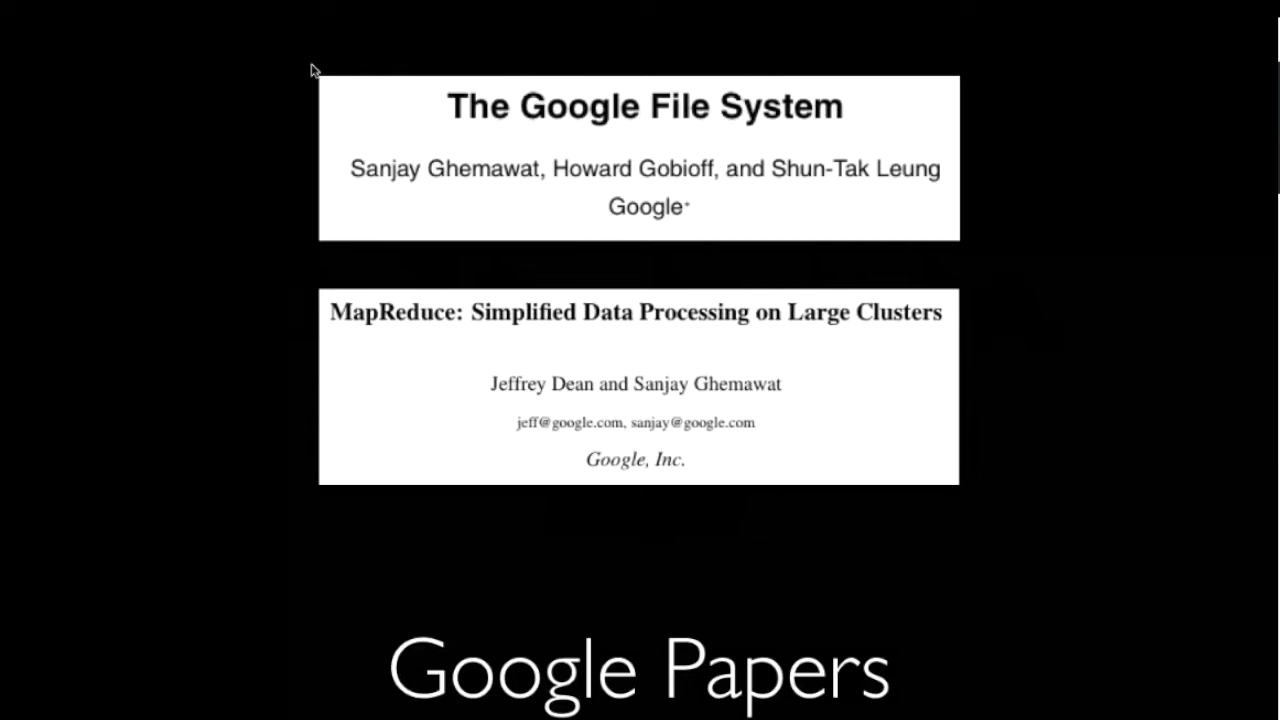 The Google File System
Sanjay Ghemawat, Howard Gobioff, and Shun-Tak Leung
Google*
MapReduce: Simplified Data Processing on Large Clusters
Jeffrey Dean and Sanjay Ghemawat
jeff@google.com, sanjay@google.com
Google, Inc.
Google Papers